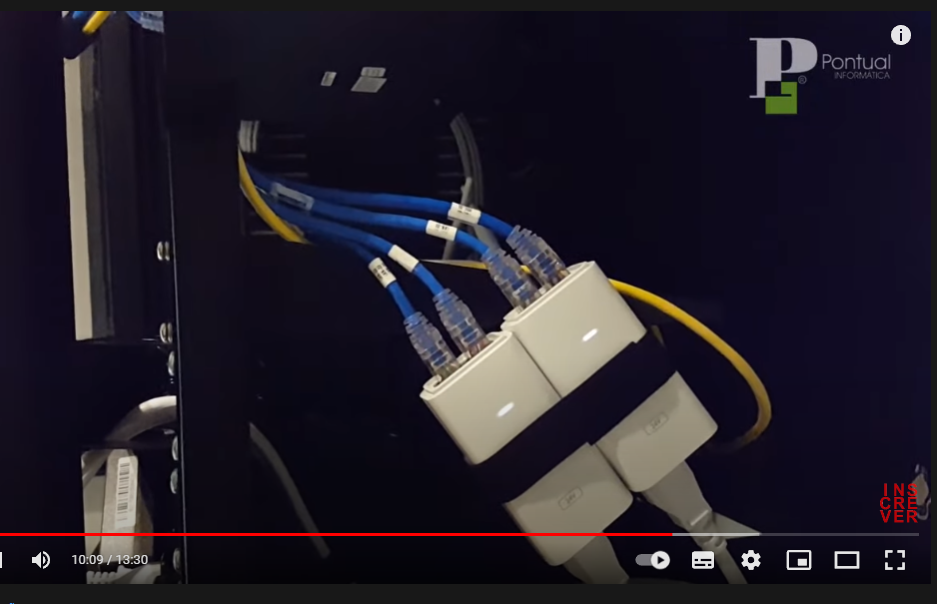 Pontual
INFORMÁTICA
INS
CRE
VER
10:09 / 13:30